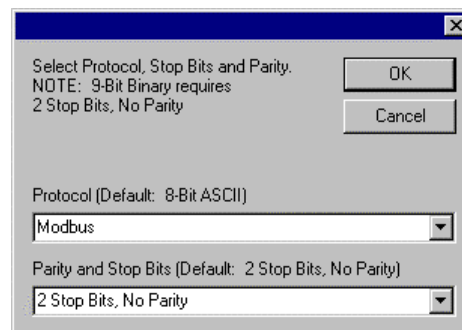 Select Protocol, Stop Bits and Parity.
NOTE:  9-Bit Binary requires
2 Stop Bits, No Parity
OK
Cancel
Protocol (Default:  8-Bit ASCII)
Modbus
Parity and Stop Bits (Default:  2 Stop Bits, No Parity)
2 Stop Bits, No Parity